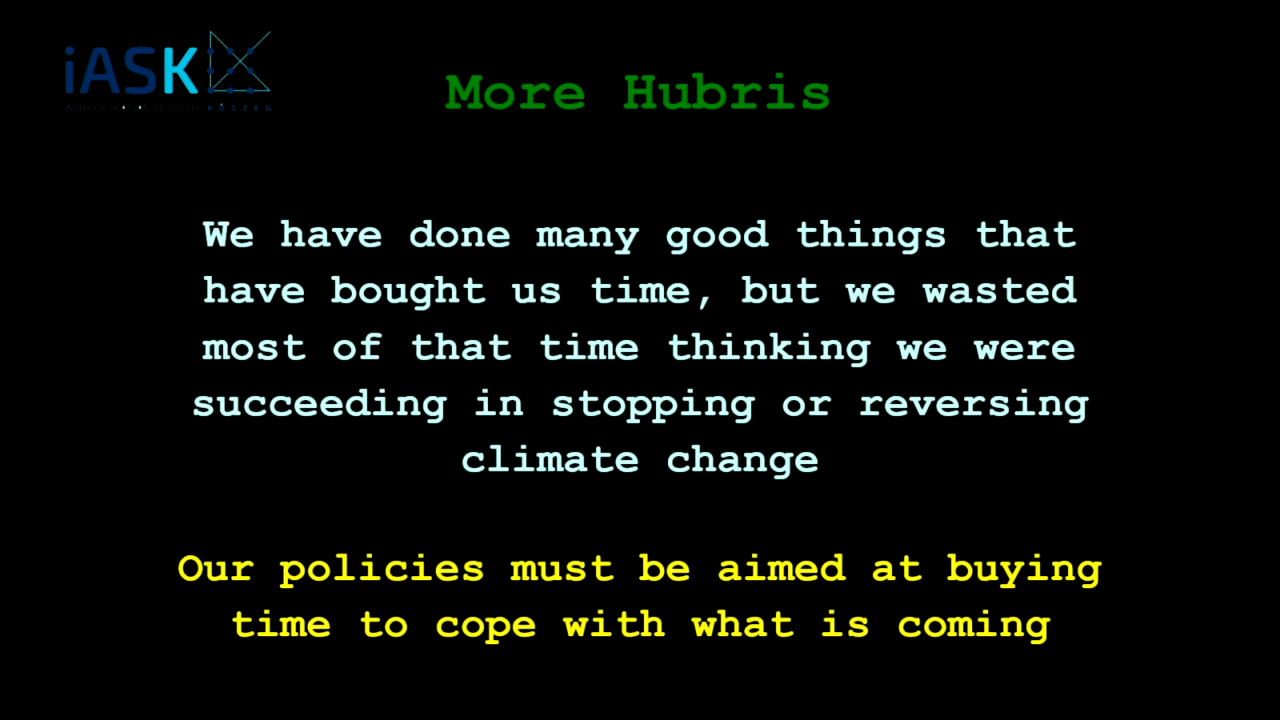 iASK
KŐSZEG
More Hubris
We have done many good things that
have bought us time, but we wasted
most of that time thinking we were
succeeding in stopping or reversing
climate change
Our policies must be aimed at buying
time to cope with what is coming